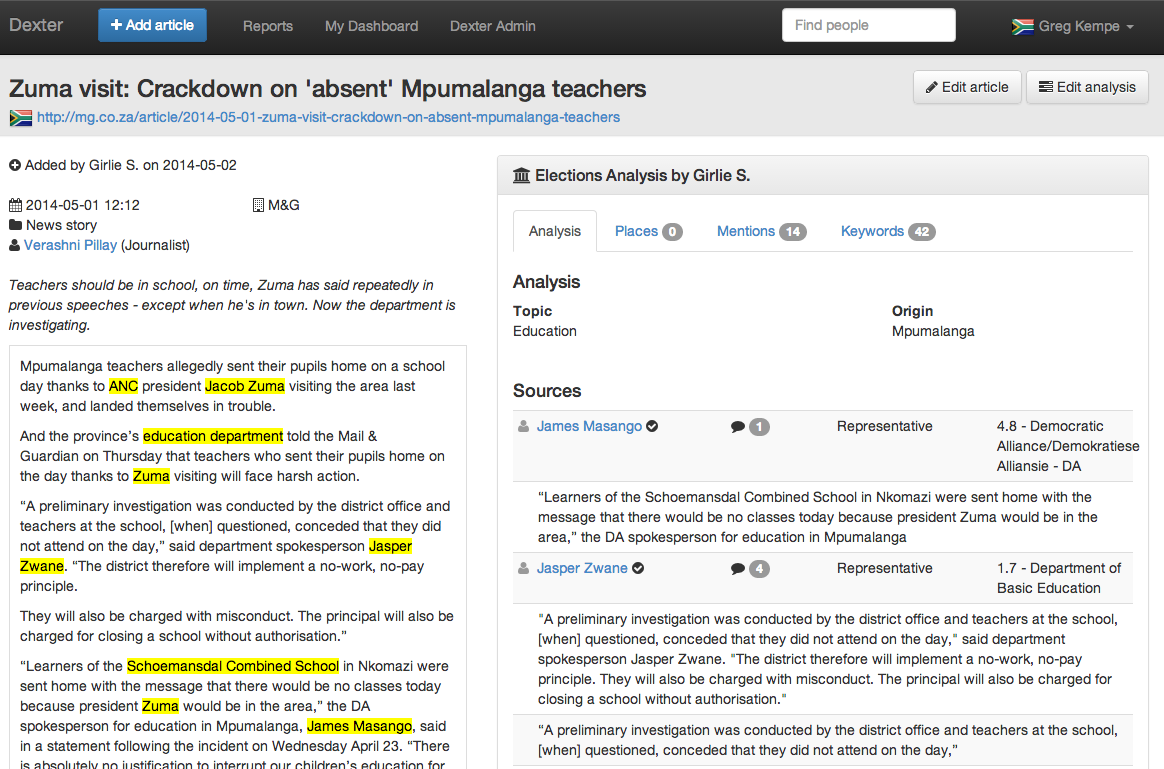 Dexter
Add article
Reports
My Dashboard
Dexter Admin
Find people
Greg Kempe
Zuma visit: Crackdown on 'absent' Mpumalanga teachers
Edit article
Edit analysis
http://mg.co.za/article/2014-05-01-zuma-visit-crackdown-on-absent-mpumalanga-teachers
Added by Girlie S. on 2014-05-02
2014-05-01 12:12
M&G
News story
Verashni Pillay (Journalist)
Teachers should be in school, on time, Zuma has said repeatedly in
previous speeches - except when he's in town. Now the department is
investigating.
Mpumalanga teachers allegedly sent their pupils home on a school
day thanks to ANC president Jacob Zuma visiting the area last
week, and landed themselves in trouble.
And the province’s education department told the Mail &
Guardian on Thursday that teachers who sent their pupils home on
the day thanks to Zuma visiting will face harsh action.
“A preliminary investigation was conducted by the district office and
teachers at the school, [when] questioned, conceded that they did
not attend on the day,” said department spokesperson Jasper
Zwane. “The district therefore will implement a no-work, no-pay
principle.
They will also be charged with misconduct. The principal will also be
charged for closing a school without authorisation.”
“Learners of the Schoemansdal Combined School in Nkomazi were
sent home with the message that there would be no classes today
because president Zuma would be in the area,” the DA
spokesperson for education in Mpumalanga, James Masango, said
in a statement following the incident on Wednesday April 23. “There
is absolutely no justification to interrupt our children’s education for
Elections Analysis by Girlie S.
Analysis
Places 0
Mentions 14
Keywords 42
Analysis
Topic
Origin
Education
Mpumalanga
Sources
James Masango
1
Representative
4.8 - Democratic
Alliance/Demokratiese
Alliansie - DA
“Learners of the Schoemansdal Combined School in Nkomazi were sent home with the
message that there would be no classes today because president Zuma would be in the
area,” the DA spokesperson for education in Mpumalanga
Jasper Zwane
4
Representative
1.7 - Department of
Basic Education
"A preliminary investigation was conducted by the district office and teachers at the school,
[when] questioned, conceded that they did not attend on the day," said department
spokesperson Jasper Zwane. "The district therefore will implement a no-work, no-pay
principle. They will also be charged with misconduct. The principal will also be charged for
closing a school without authorisation."
“A preliminary investigation was conducted by the district office and teachers at the school,
[when] questioned, conceded that they did not attend on the day,”